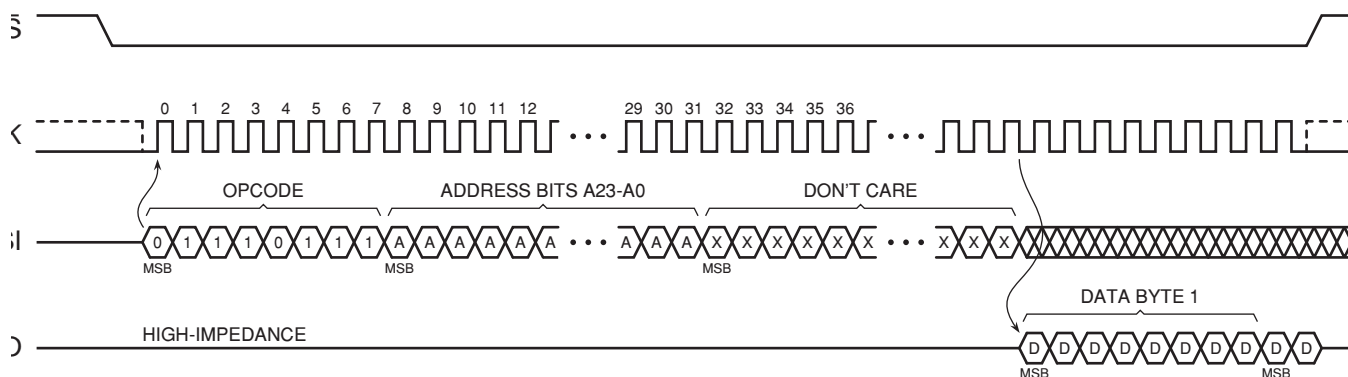 0 1 2 3 4 5 6 7 8 9 10 11 12 ••• 29 30 31 32 33 34 35 36 •••
OPCODE ADDRESS BITS A23-A0 DON'T CARE
0 1 1 1 0 1 1 1 A A A A A A ••• A A A X X X X X X ••• X X X
MSB MSB MSB
DATA BYTE 1
HIGH-IMPEDANCE
D D D D D D D D D D
MSB MSB